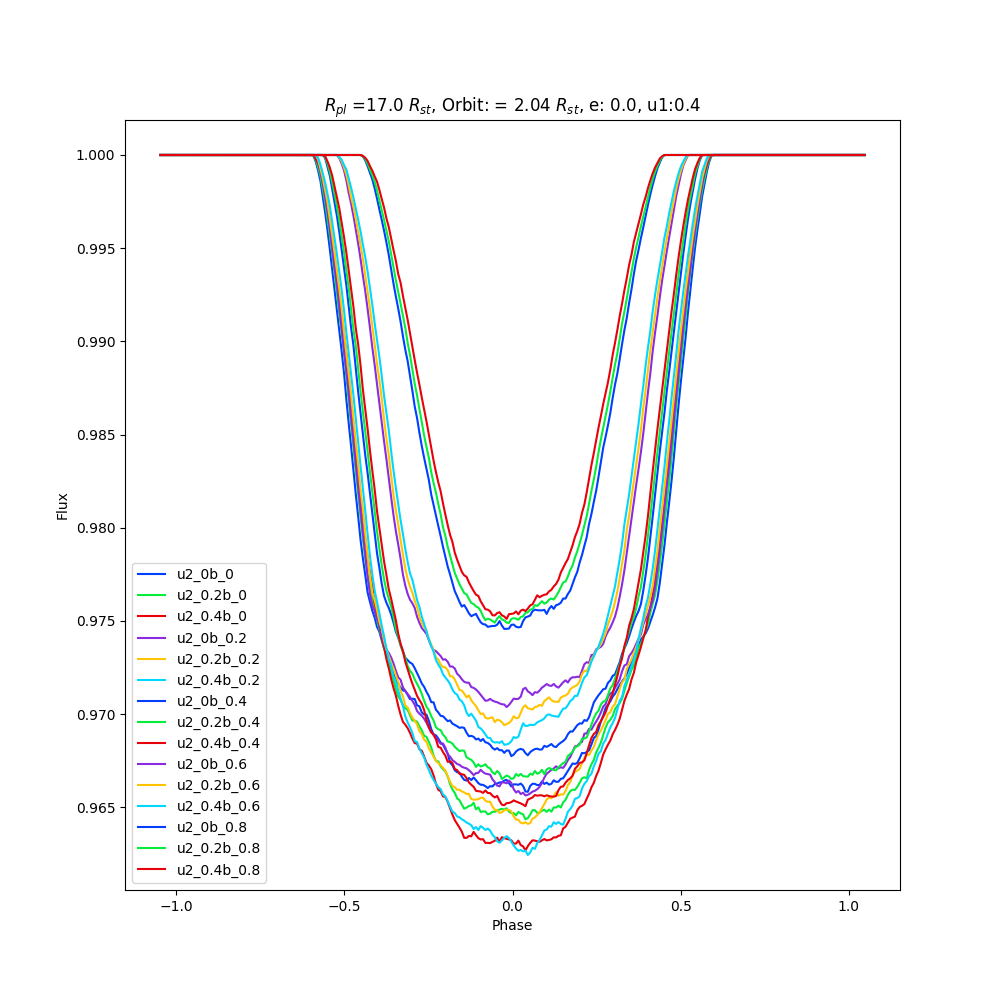 R_pl =17.0 R_st, Orbit: = 2.04 R_st, e: 0.0, u1:0.4
1.000
0.995
0.990
0.985
0.980
0.975
0.970
0.965
Flux
u2_0b_0
u2_0.2b_0
u2_0.4b_0
u2_0b_0.2
u2_0.2b_0.2
u2_0.4b_0.2
u2_0b_0.4
u2_0.2b_0.4
u2_0.4b_0.4
u2_0b_0.6
u2_0.2b_0.6
u2_0.4b_0.6
u2_0b_0.8
u2_0.2b_0.8
u2_0.4b_0.8
−1.0 −0.5 0.0 0.5 1.0
Phase